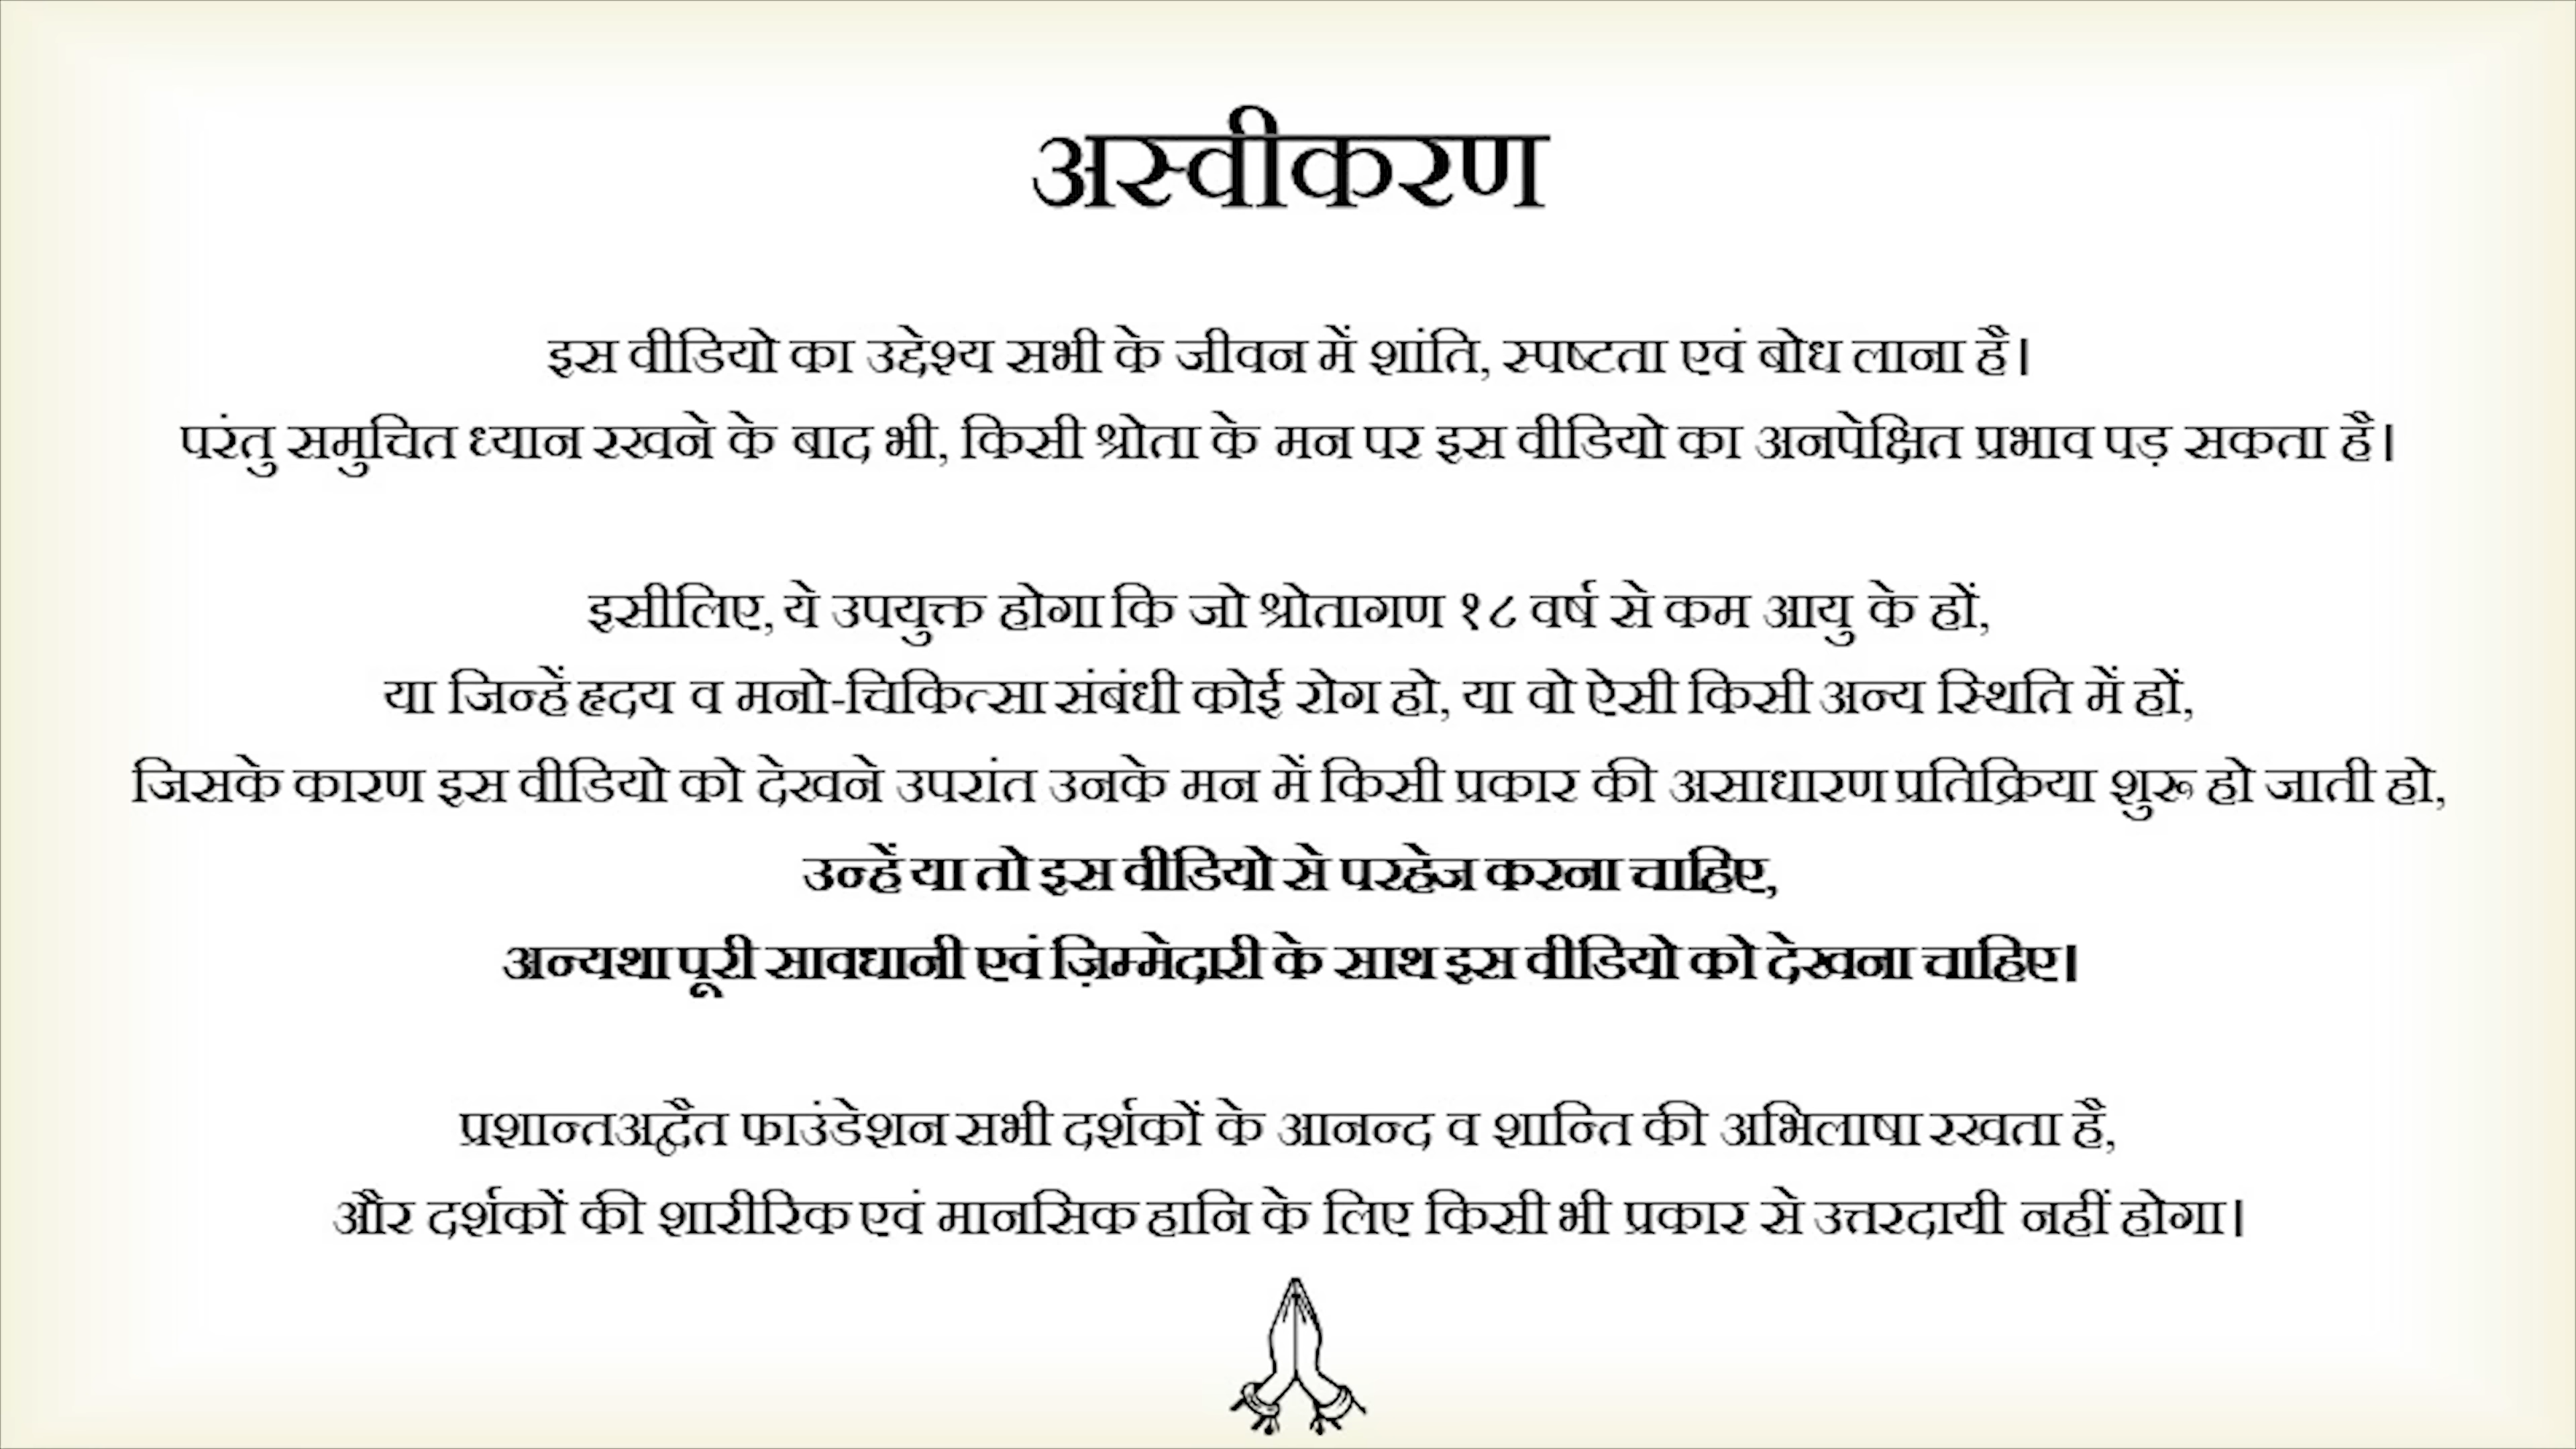 अस्वीकरण
इस वीडियो का उद्देश्य सभी के जीवन में शांति, स्पष्टता एवं बोध लाना है।
परंतु समुचित ध्यान रखने के बाद भी, किसी श्रोता के मन पर इस वीडियो का अनपेक्षित प्रभाव पड़ सकता है।
इसीलिए, ये उपयुक्त होगा कि जो श्रोतागण १८ वर्ष से कम आयु के हों,
या जिन्हें हृदय व मनो-चिकित्सा संबंधी कोई रोग हो, या वो ऐसी किसी अन्य स्थिति में हों,
जिसके कारण इस वीडियो को देखने उपरांत उनके मन में किसी प्रकार की असाधारण प्रतिक्रिया शुरू हो जाती हो,
उन्हें या तो इस वीडियो से परहेज करना चाहिए,
अन्यथा पूरी सावधानी एवं ज़िम्मेदारी के साथ इस वीडियो को देखना चाहिए।
प्रशान्तअद्वैत फाउंडेशन सभी दर्शकों के आनन्द व शान्ति की अभिलाषा रखता है,
और दर्शकों की शारीरिक एवं मानसिक हानि के लिए किसी भी प्रकार से उत्तरदायी नहीं होगा।